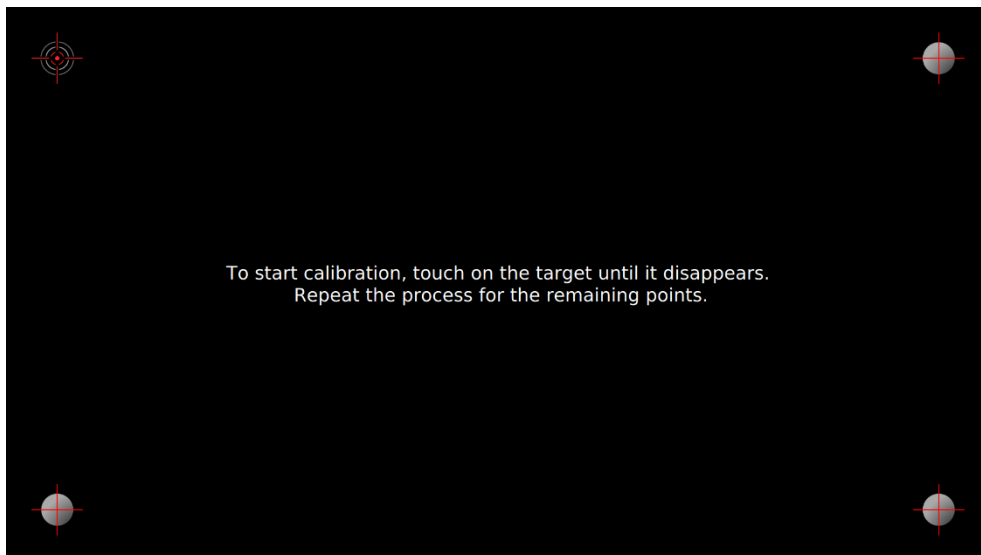 To start calibration, touch on the target until it disappears.
Repeat the process for the remaining points.